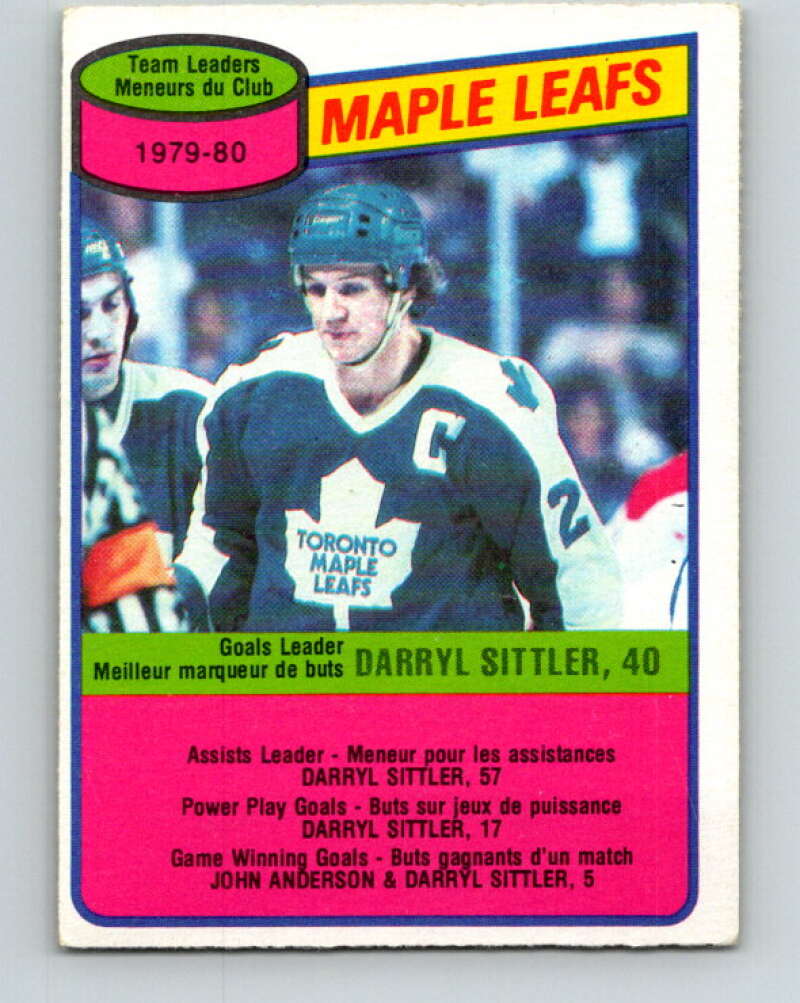 Team Leaders
Meneurs du Club
1979-80
MAPLE LEAFS
Cooper
C
2
TORONTO
MAPLE
LEAFS
Goals Leader
Meilleur marqueur de buts
DARRYL SITTLER, 40
Assists Leader - Meneur pour les assistances
DARRYL SITTLER, 57
Power Play Goals - Buts sur jeux de puissance
DARRYL SITTLER, 17
Game Winning Goals - Buts gagnants d'un match
JOHN ANDERSON & DARRYL SITTLER, 5